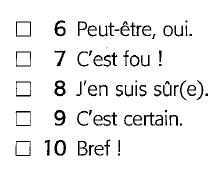 □ 6 Peut-être, oui.
□ 7 C'est fou !
□ 8 J'en suis sûr(e).
□ 9 C'est certain.
□ 10 Bref !